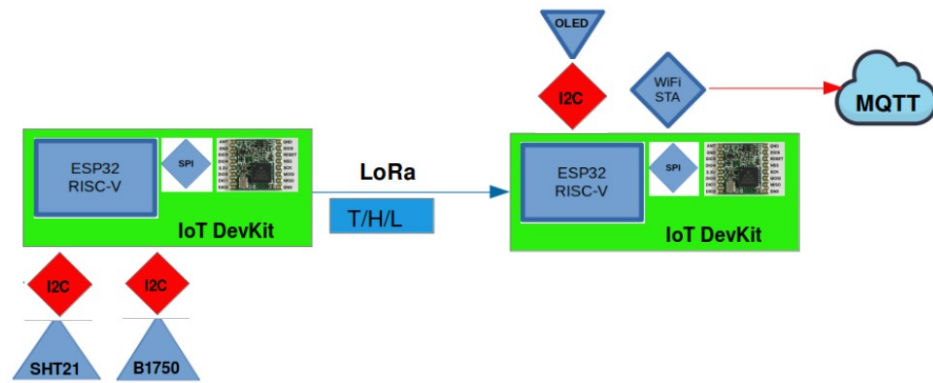 OLED
I2C
WiFi
STA
MQTT
ESP32
RISC-V
SPI
IoT DevKit
LoRa
T/H/L
ESP32
RISC-V
SPI
IoT DevKit
I2C
I2C
SHT21
B1750